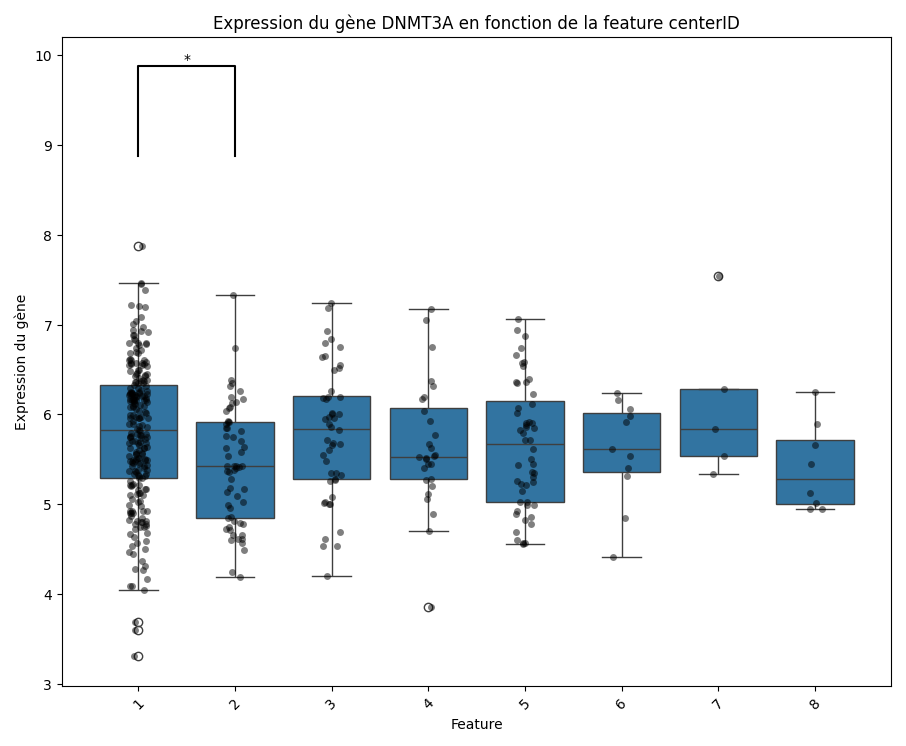 Expression du gène DNMT3A en fonction de la feature centerID
10
*
9
8
7
6
5
4
3
Expression du gène
1 2 3 4 5 6 7 8
Feature